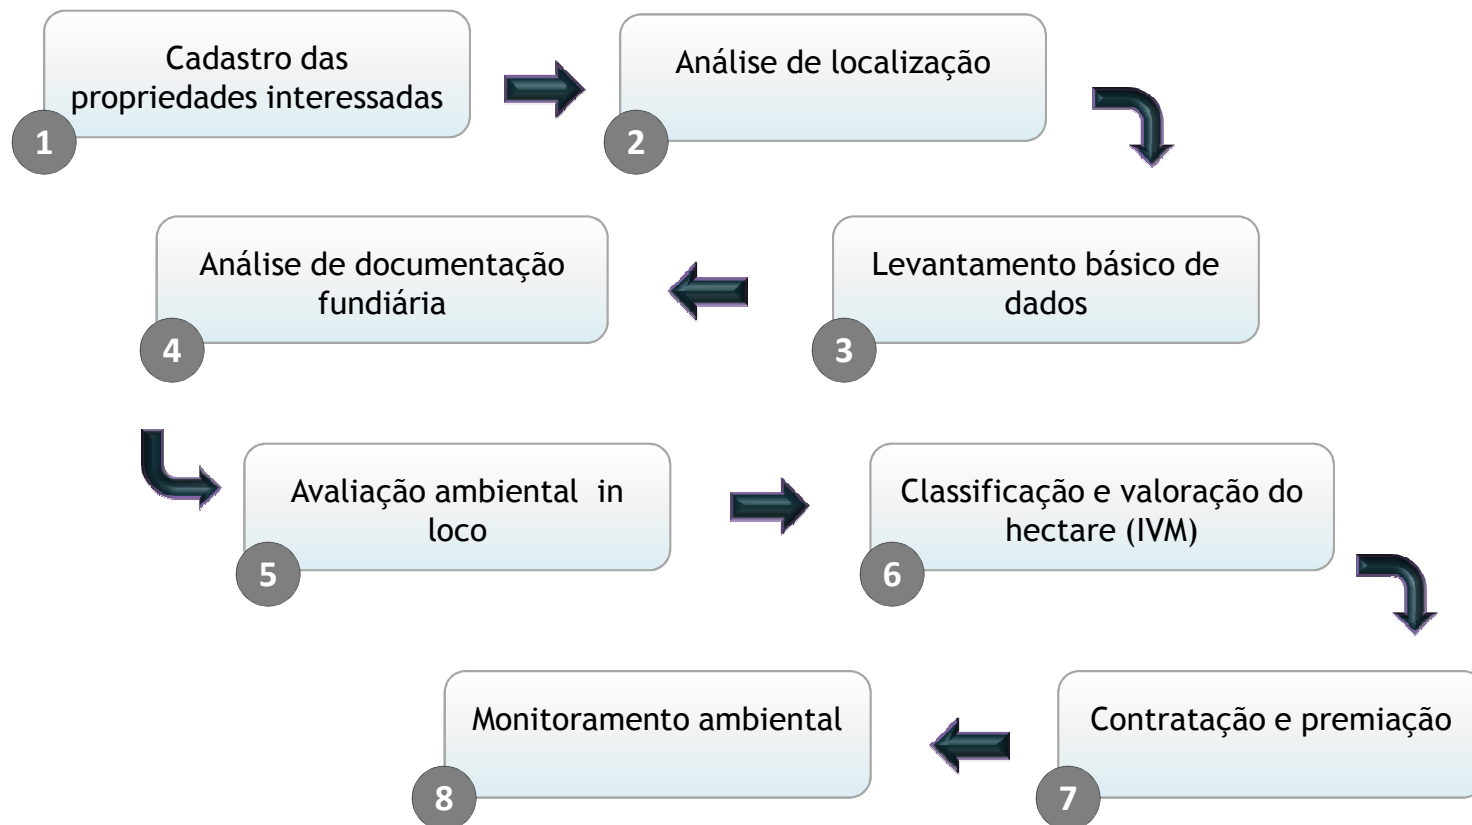 Cadastro das
propriedades interessadas
1
Análise de localização
2
Levantamento básico de
dados
3
Análise de documentação
fundiária
4
Avaliação ambiental  in
loco
5
Classificação e valoração do
hectare (IVM)
6
Contratação e premiação
7
Monitoramento ambiental
8